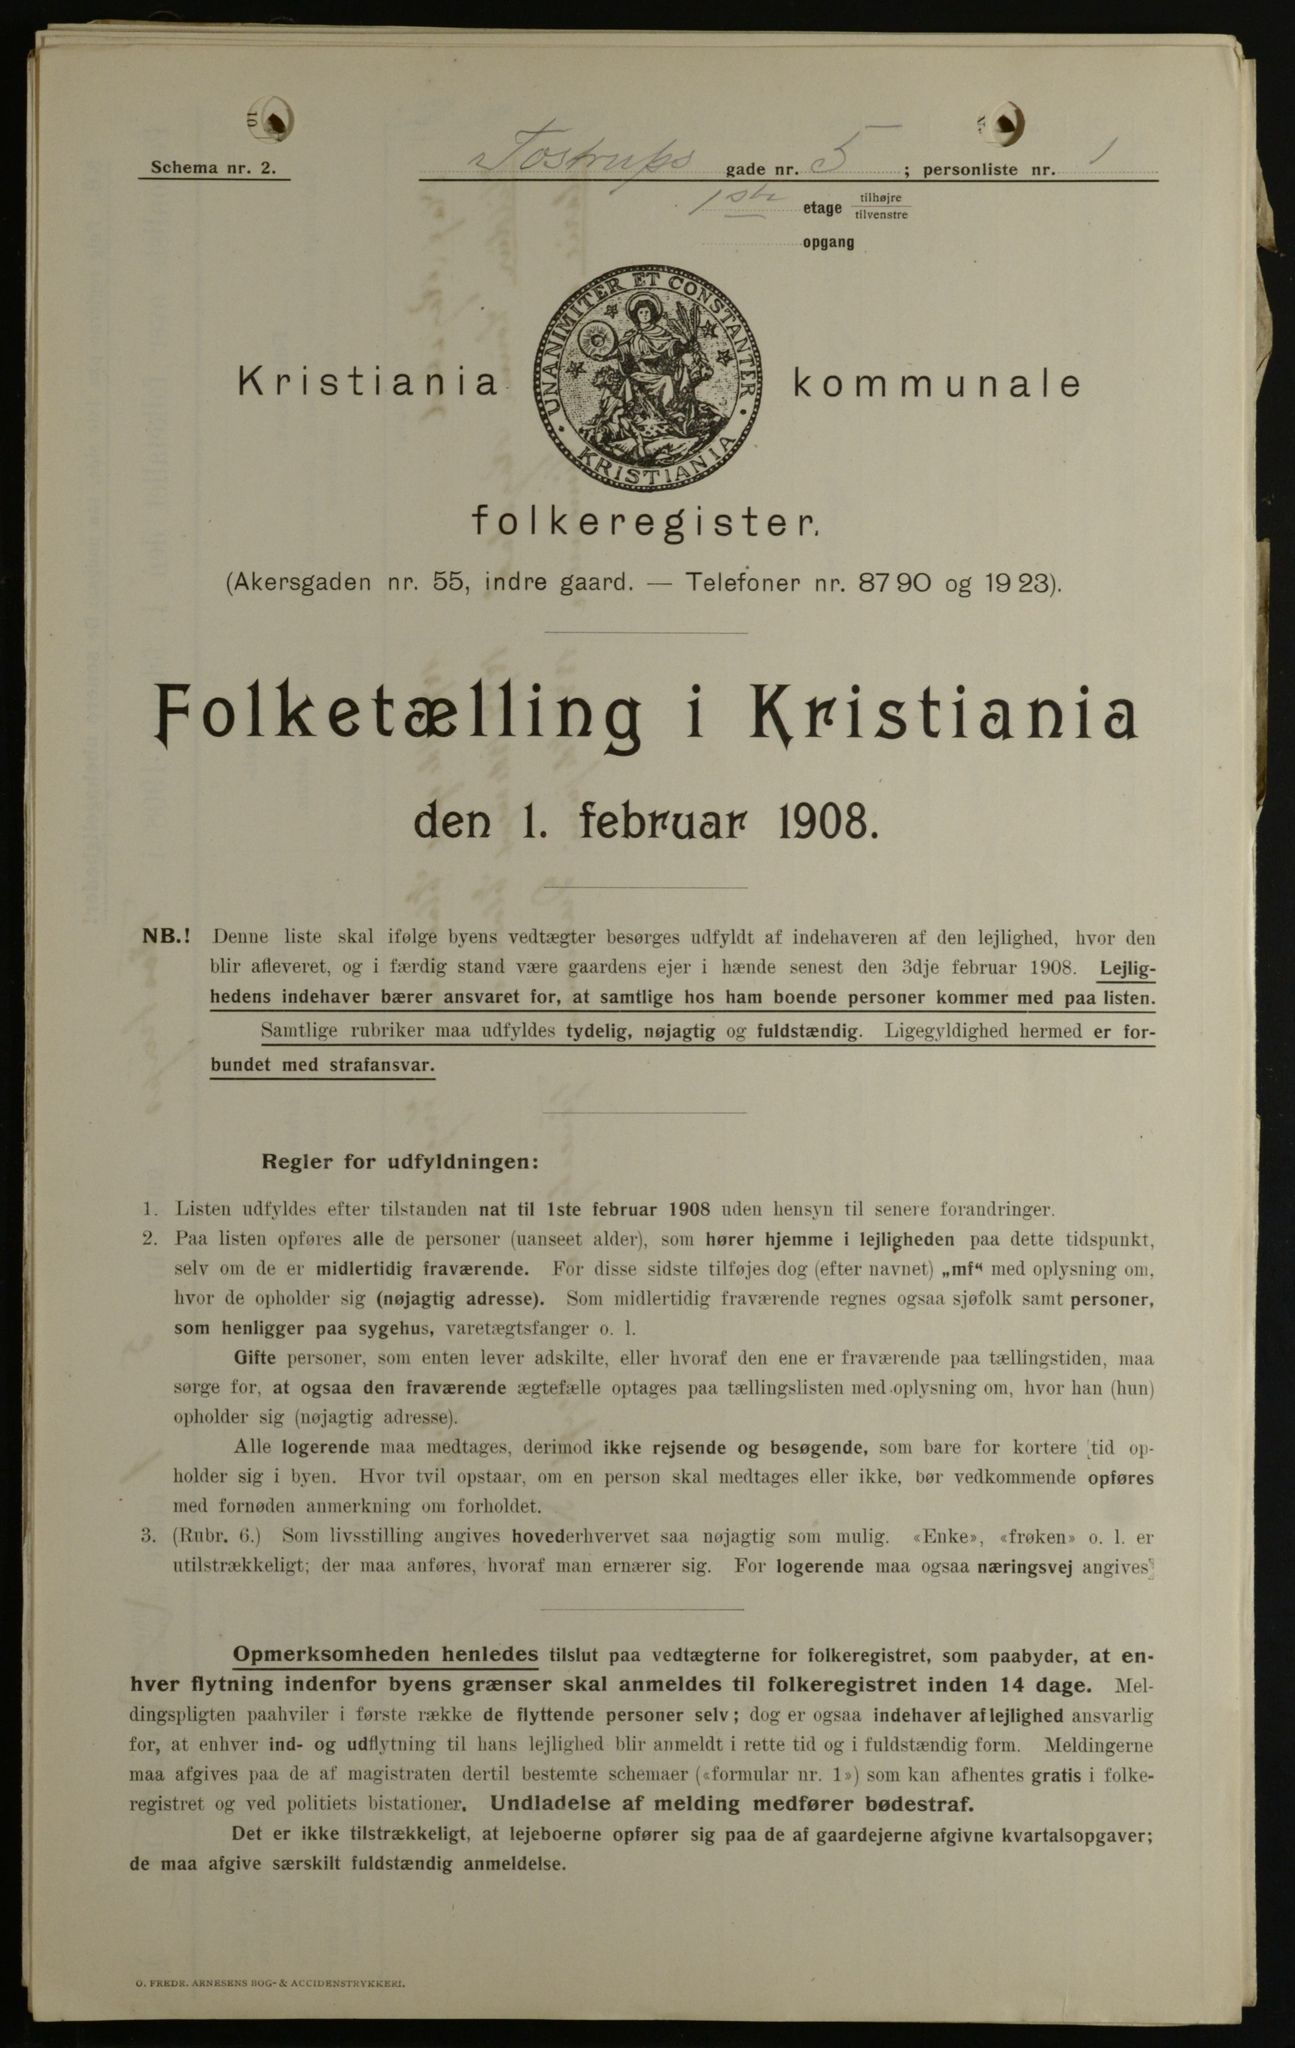 Schema nr. 2.
Tostrups gade nr. 5 ; personliste nr. 1
1ste etage tilhøjre
tilvenstre
opgang
UNANIMITER ET CONSTANTER
KRISTIANIA
Kristiania kommunale
folkeregister.
(Akersgaden nr. 55, indre gaard. — Telefoner nr. 8790 og 1923).
Folketælling i Kristiania
den 1. februar 1908.
NB.! Denne liste skal ifølge byens vedtægter besørges udfyldt af indehaveren af den lejlighed, hvor den
blir afleveret, og i færdig stand være gaardens ejer i hænde senest den 3dje februar 1908. Lejlig-
hedens indehaver bærer ansvaret for, at samtlige hos ham boende personer kommer med paa listen.
Samtlige rubriker maa udfyldes tydelig, nøjagtig og fuldstændig. Ligegyldighed hermed er for-
bundet med strafansvar.
Regler for udfyldningen:
1. Listen udfyldes efter tilstanden nat til 1ste februar 1908 uden hensyn til senere forandringer.
2. Paa listen opføres alle de personer (uanseet alder), som hører hjemme i lejligheden paa dette tidspunkt,
selv om de er midlertidig fraværende. For disse sidste tilføjes dog (efter navnet) „mf“ med oplysning om,
hvor de opholder sig (nøjagtig adresse). Som midlertidig fraværende regnes ogsaa sjøfolk samt personer,
som henligger paa sygehus, varetægtsfanger o. l.
Gifte personer, som enten lever adskilte, eller hvoraf den ene er fraværende paa tællingstiden, maa
sørge for, at ogsaa den fraværende ægtefælle optages paa tællingslisten med oplysning om, hvor han (hun)
opholder sig (nøjagtig adresse).
Alle logerende maa medtages, derimod ikke rejsende og besøgende, som bare for kortere tid op-
holder sig i byen. Hvor tvil opstaar, om en person skal medtages eller ikke, bør vedkommende opføres
med fornøden anmerkning om forholdet.
3. (Rubr. 6.) Som livsstilling angives hovederhvervet saa nøjagtig som mulig. «Enke», «frøken» o. l. er
utilstrækkeligt; der maa anføres, hvoraf man ernærer sig. For logerende maa ogsaa næringsvej angives
Opmerksomheden henledes tilslut paa vedtægterne for folkeregistret, som paabyder, at en-
hver flytning indenfor byens grænser skal anmeldes til folkeregistret inden 14 dage. Mel-
dingspligten paahviler i første række de flyttende personer selv; dog er ogsaa indehaver af lejlighed ansvarlig
for, at enhver ind- og udflytning til hans lejlighed blir anmeldt i rette tid og i fuldstændig form. Meldingerne
maa afgives paa de af magistraten dertil bestemte schemaer («formular nr. 1») som kan afhentes gratis i folke-
registret og ved politiets bistationer. Undladelse af melding medfører bødestraf.
Det er ikke tilstrækkeligt, at lejeboerne opfører sig paa de af gaardejerne afgivne kvartalsopgaver;
de maa afgive særskilt fuldstændig anmeldelse.
O. FREDR. ARNESENS BOG- & ACCIDENSTRYKKERI.